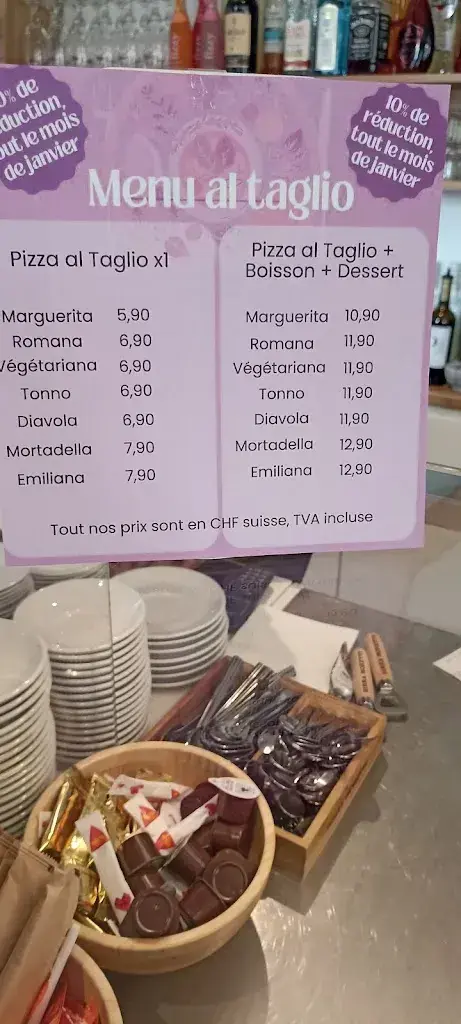 % de
duction,
out le mois
de janvier
10% de
réduction,
tout le mois
de janvier
Menu al taglio
Pizza al Taglio x1
Marguerita 5,90
Romana 6,90
Végétariana 6,90
Tonno 6,90
Diavola 6,90
Mortadella 7,90
Emiliana 7,90
Pizza al Taglio +
Boisson + Dessert
Marguerita 10,90
Romana 11,90
Végétariana 11,90
Tonno 11,90
Diavola 11,90
Mortadella 12,90
Emiliana 12,90
Tout nos prix sont en CHF suisse, TVA incluse